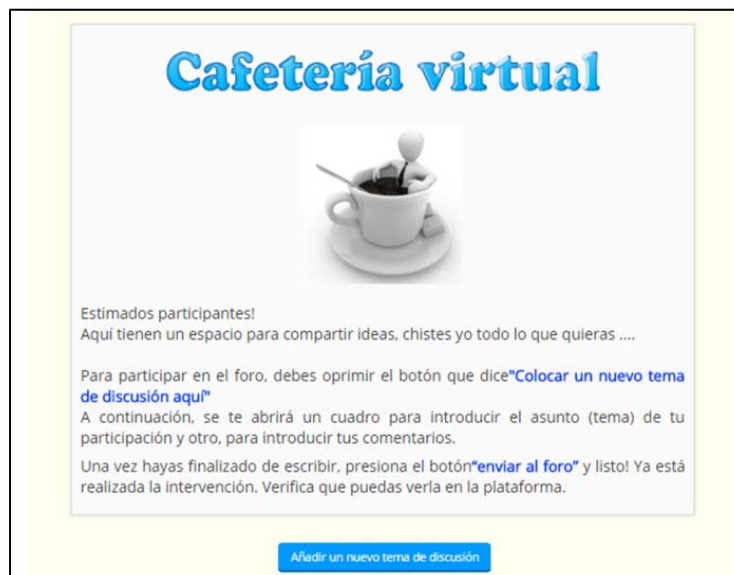 Cafetería virtual
Estimados participantes!
Aquí tienen un espacio para compartir ideas, chistes yo todo lo que quieras ....
Para participar en el foro, debes oprimir el botón que dice"Colocar un nuevo tema
de discusión aquí"
A continuación, se te abrirá un cuadro para introducir el asunto (tema) de tu
participación y otro, para introducir tus comentarios.
Una vez hayas finalizado de escribir, presiona el botón“enviar al foro” y listo! Ya está
realizada la intervención. Verifica que puedas verla en la plataforma.
Añadir un nuevo tema de discusión